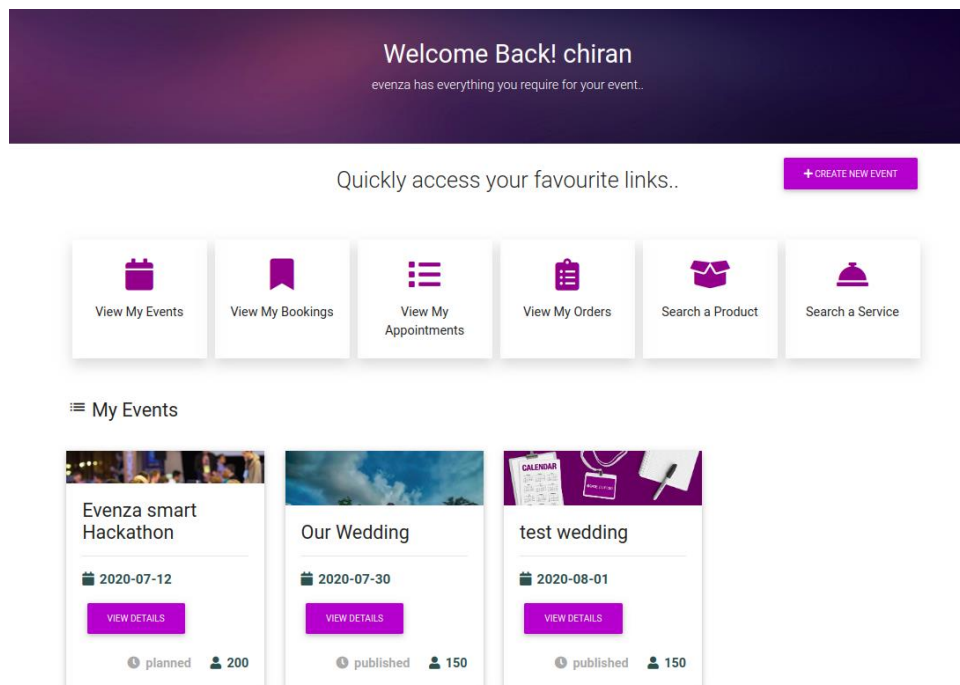 Welcome Back! chiran
evenza has everything you require for your event..
Quickly access your favourite links..
CREATE NEW EVENT
View My Events
View My Bookings
View My
Appointments
View My Orders
Search a Product
Search a Service
My Events
Evenza smart
Hackathon
2020-07-12
VIEW DETAILS
planned 200
Our Wedding
2020-07-30
VIEW DETAILS
published 150
CALENDAR
test wedding
2020-08-01
VIEW DETAILS
published 150